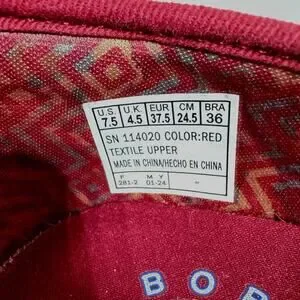 U.S. U.K. EUR CM BRA
7.5 4.5 37.5 24.5 36
SN 114020 COLOR:RED
TEXTILE UPPER
MADE IN CHINA/HECHO EN CHINA
F M Y
281-2 01-24 -
BOB